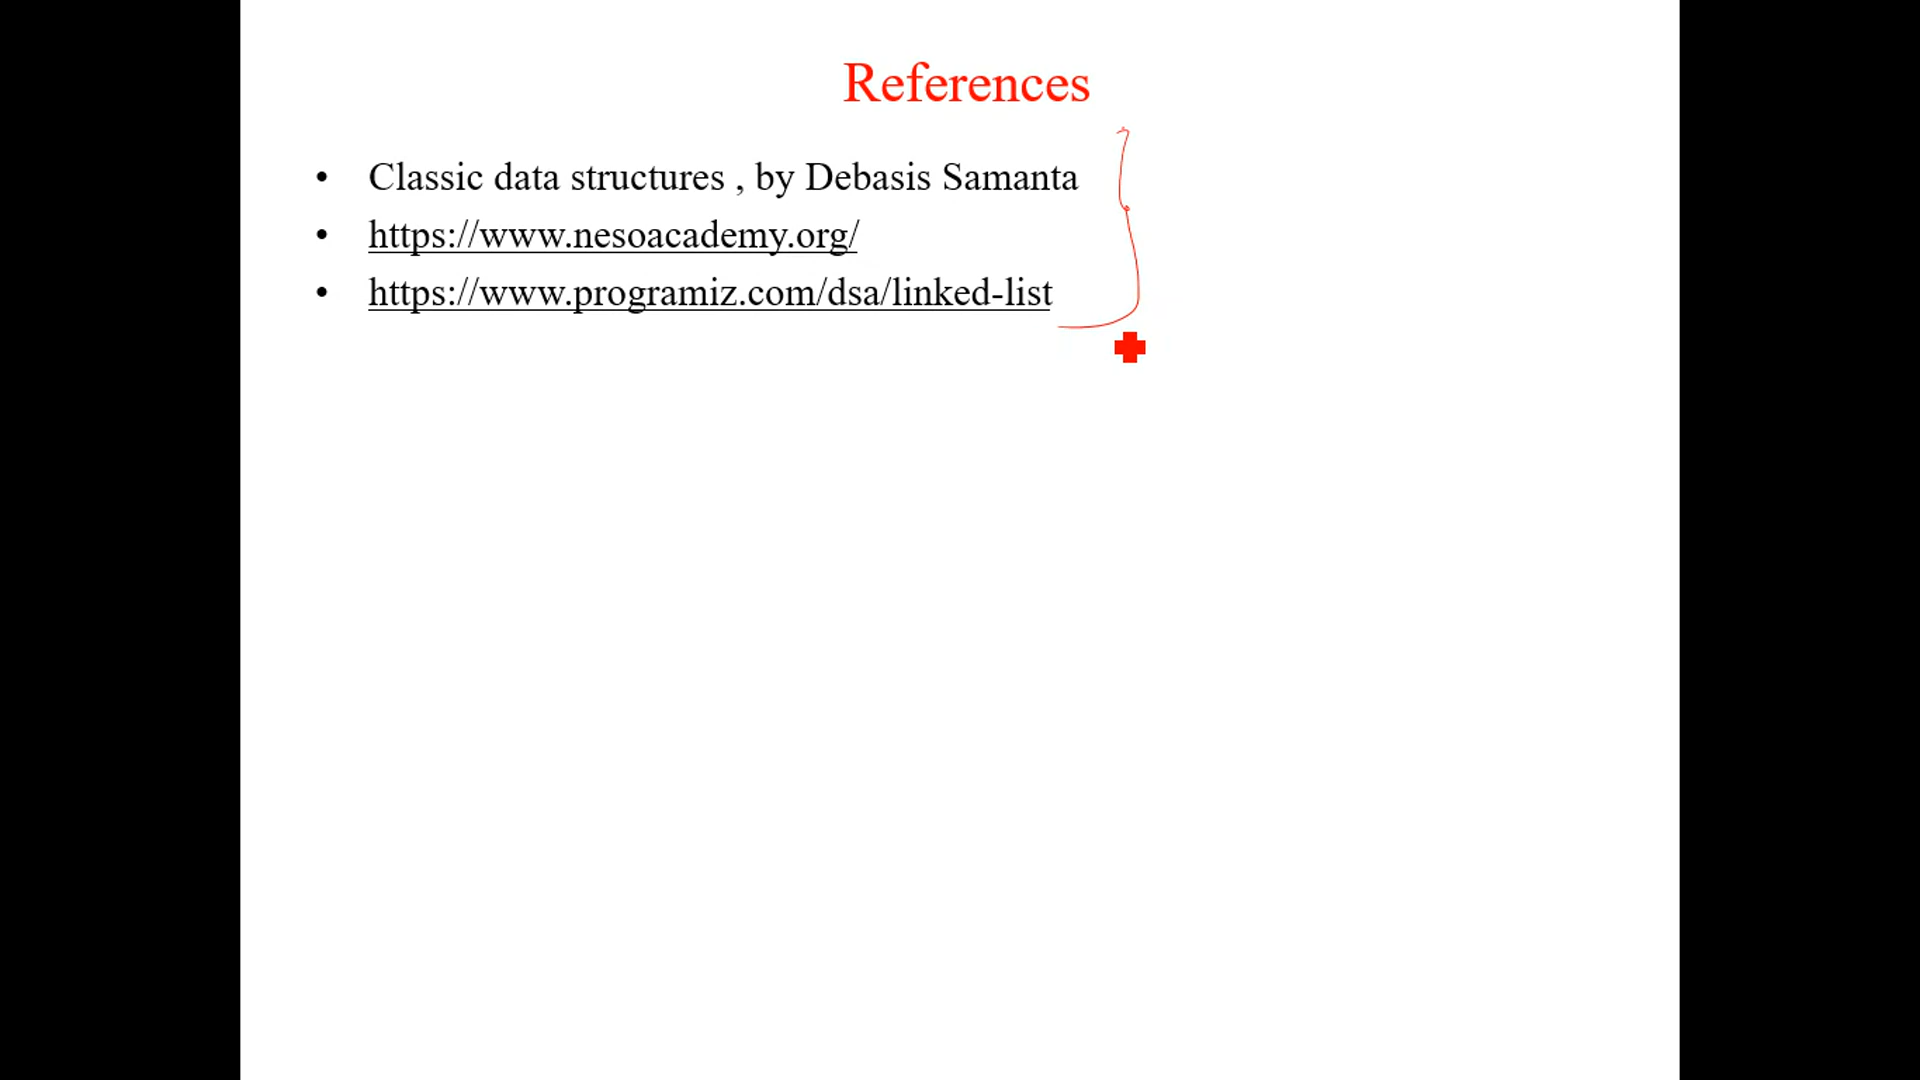 References
• Classic data structures , by Debasis Samanta
• https://www.nesoacademy.org/
• https://www.programiz.com/dsa/linked-list